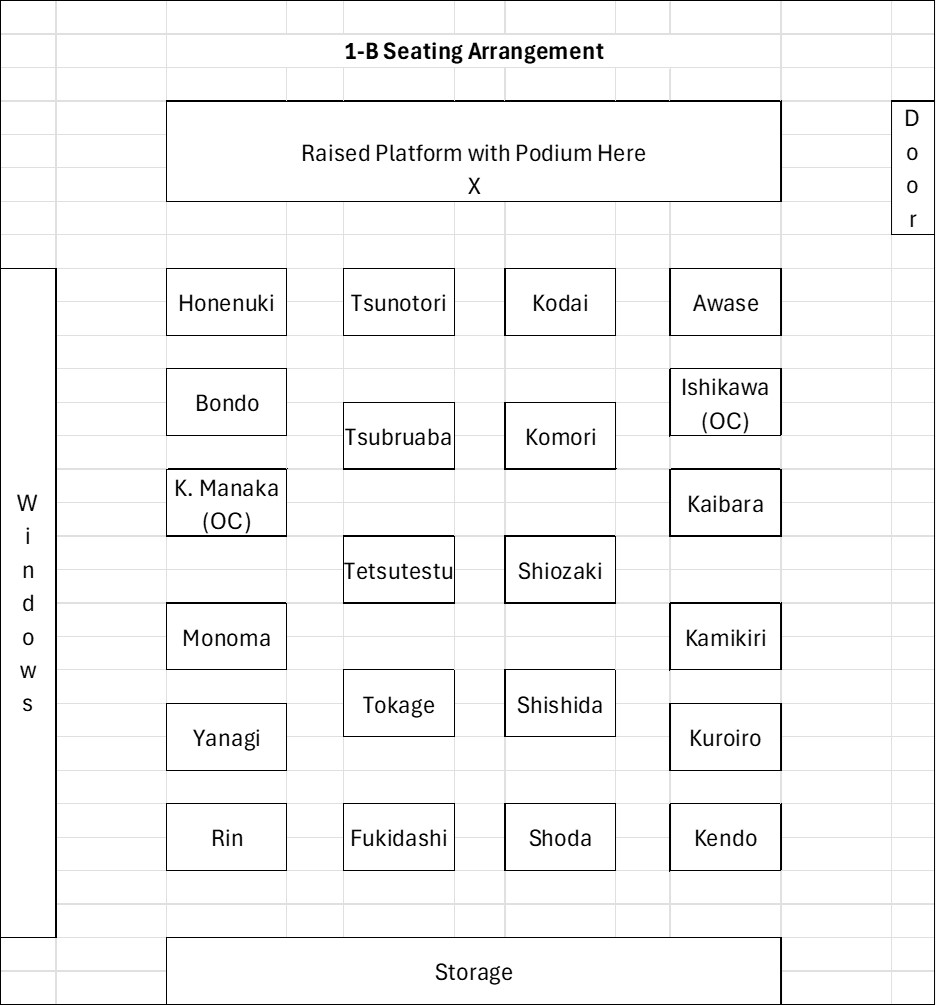 1-B Seating Arrangement
Raised Platform with Podium Here
X
D
o
o
r
Honenuki
Tsunotori
Kodai
Awase
Bondo
Ishikawa
(OC)
Tsubruaba
Komori
K. Manaka
(OC)
Kaibara
W
i
n
d
o
w
s
Tetsutestu
Shiozaki
Monoma
Kamikiri
Tokage
Shishida
Yanagi
Kuroiro
Rin
Fukidashi
Shoda
Kendo
Storage